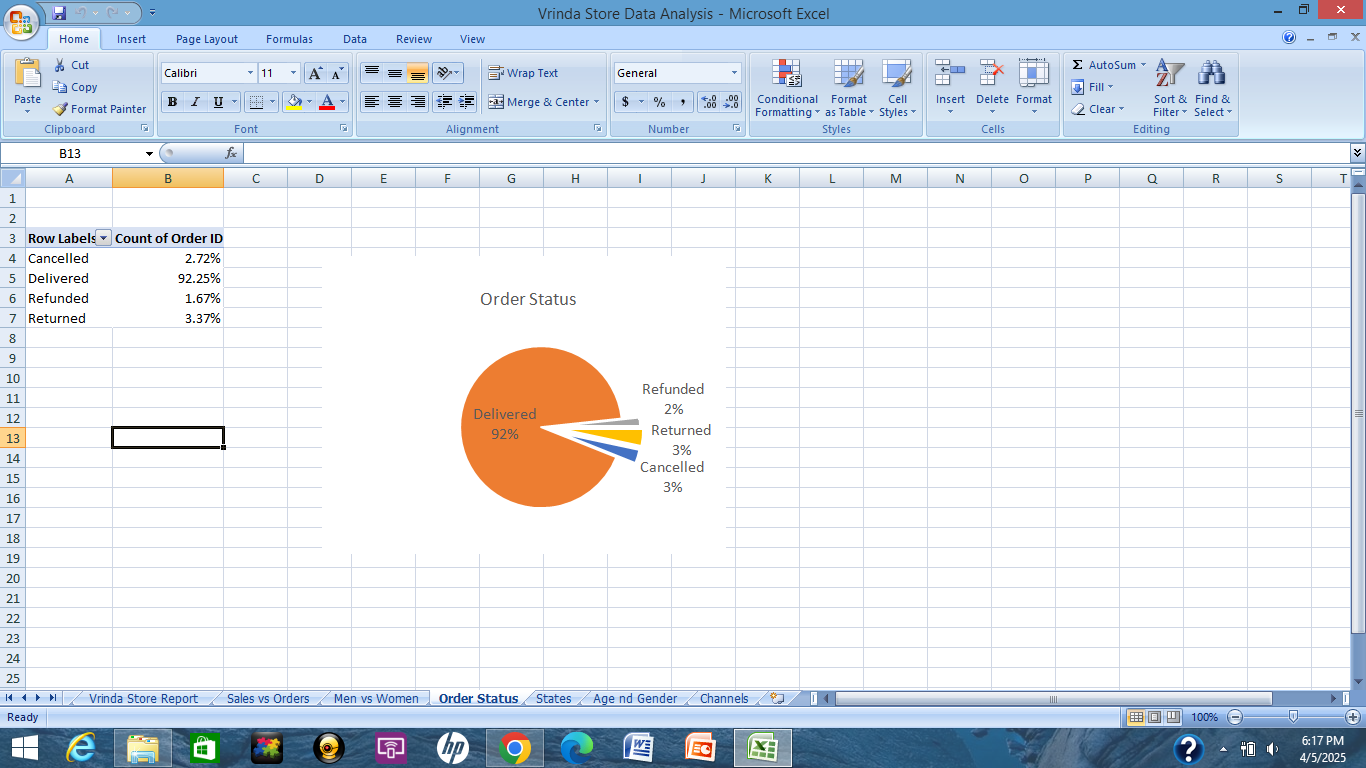 Vrinda Store Data Analysis - Microsoft Excel
Home Insert Page Layout Formulas Data Review View
Paste Cut
Copy
Format Painter
Clipboard
Calibri 11
B I U A
Font
Wrap Text
Merge & Center
Alignment
General
$ % , .00 .0
Number
Conditional Formatting
Format as Table
Cell Styles
Styles
Insert Delete Format
Cells
Σ AutoSum
Fill
Clear
Sort & Filter
Find & Select
Editing
B13 fx
A B C D E F G H I J K L M N O P Q R S T
1
2
3 Row Labels Count of Order ID
4 Cancelled 2.72%
5 Delivered 92.25%
6 Refunded 1.67%
7 Returned 3.37%
8
9
10
11
12
13
14
15
16
17
18
19
20
21
22
23
24
25
Order Status
Delivered
92%
Refunded
2%
Returned
3%
Cancelled
3%
Vrinda Store Report Sales vs Orders Men vs Women Order Status States Age nd Gender Channels
Ready 100%
6:17 PM
4/5/2025